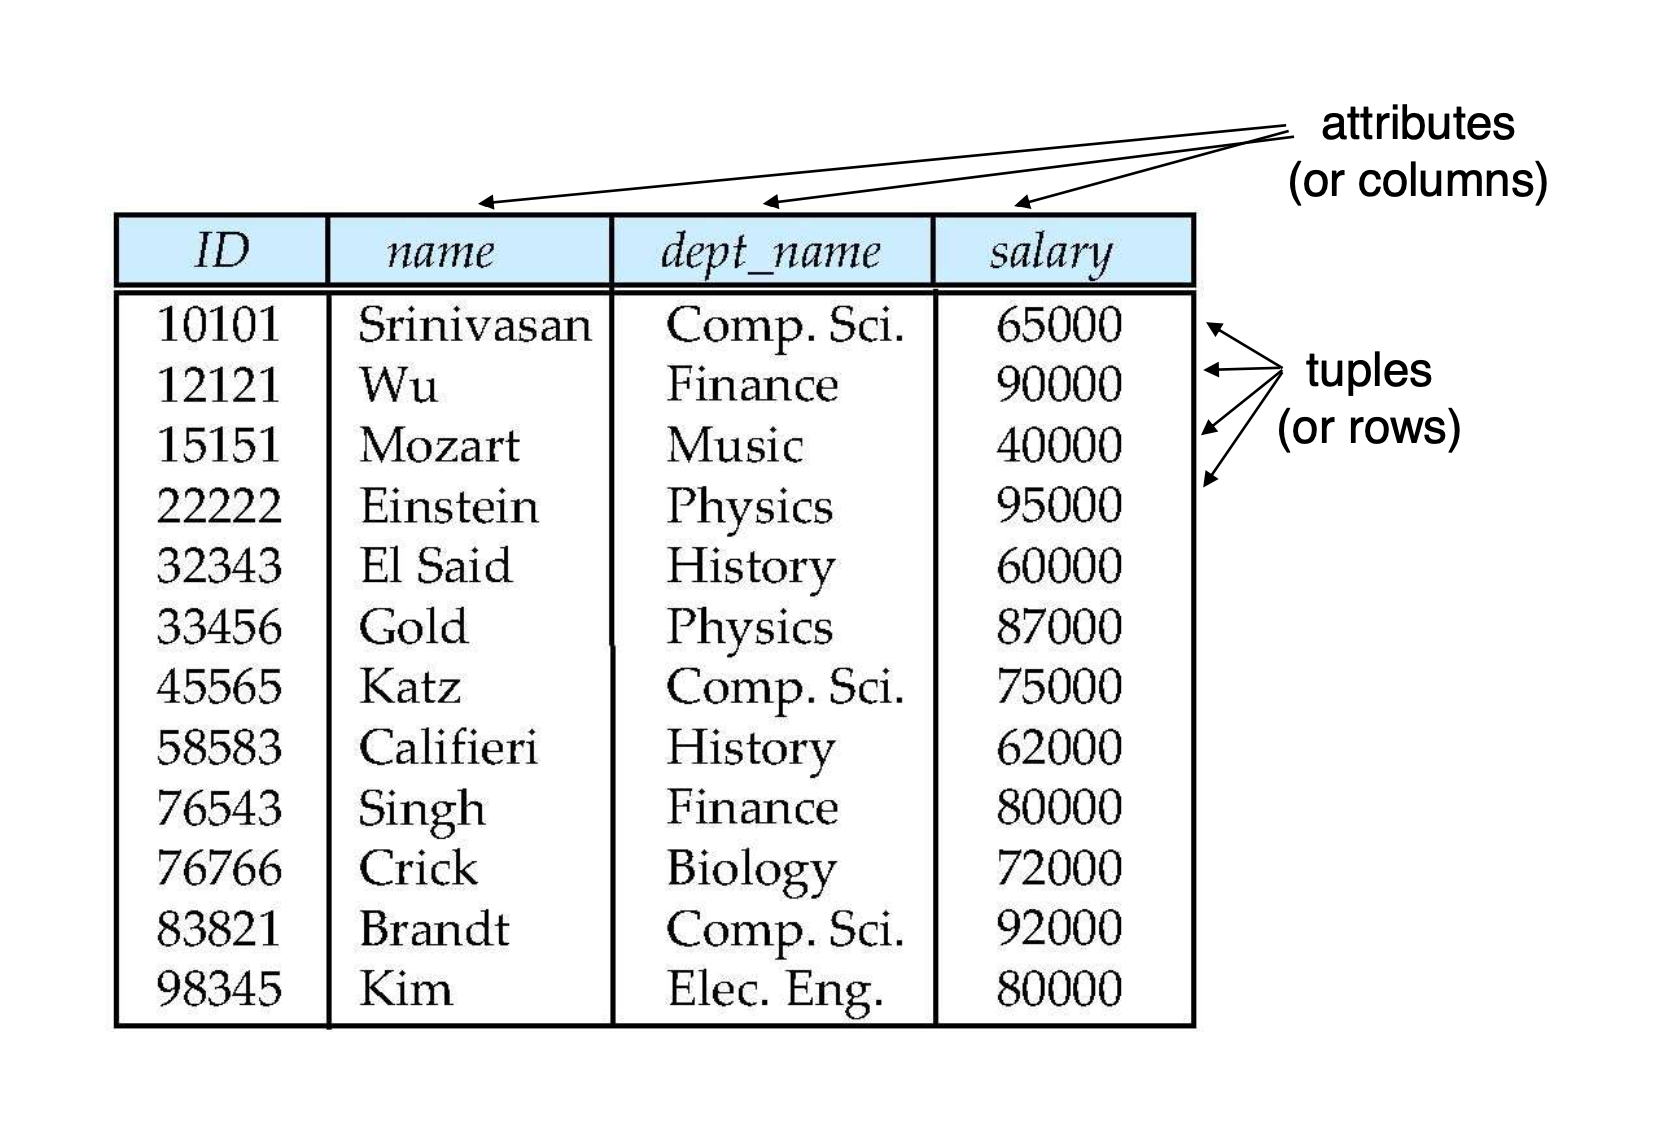 attributes
(or columns)
ID name dept_name salary
10101 Srinivasan Comp. Sci. 65000
12121 Wu Finance 90000
15151 Mozart Music 40000
22222 Einstein Physics 95000
32343 El Said History 60000
33456 Gold Physics 87000
45565 Katz Comp. Sci. 75000
58583 Califieri History 62000
76543 Singh Finance 80000
76766 Crick Biology 72000
83821 Brandt Comp. Sci. 92000
98345 Kim Elec. Eng. 80000
tuples
(or rows)